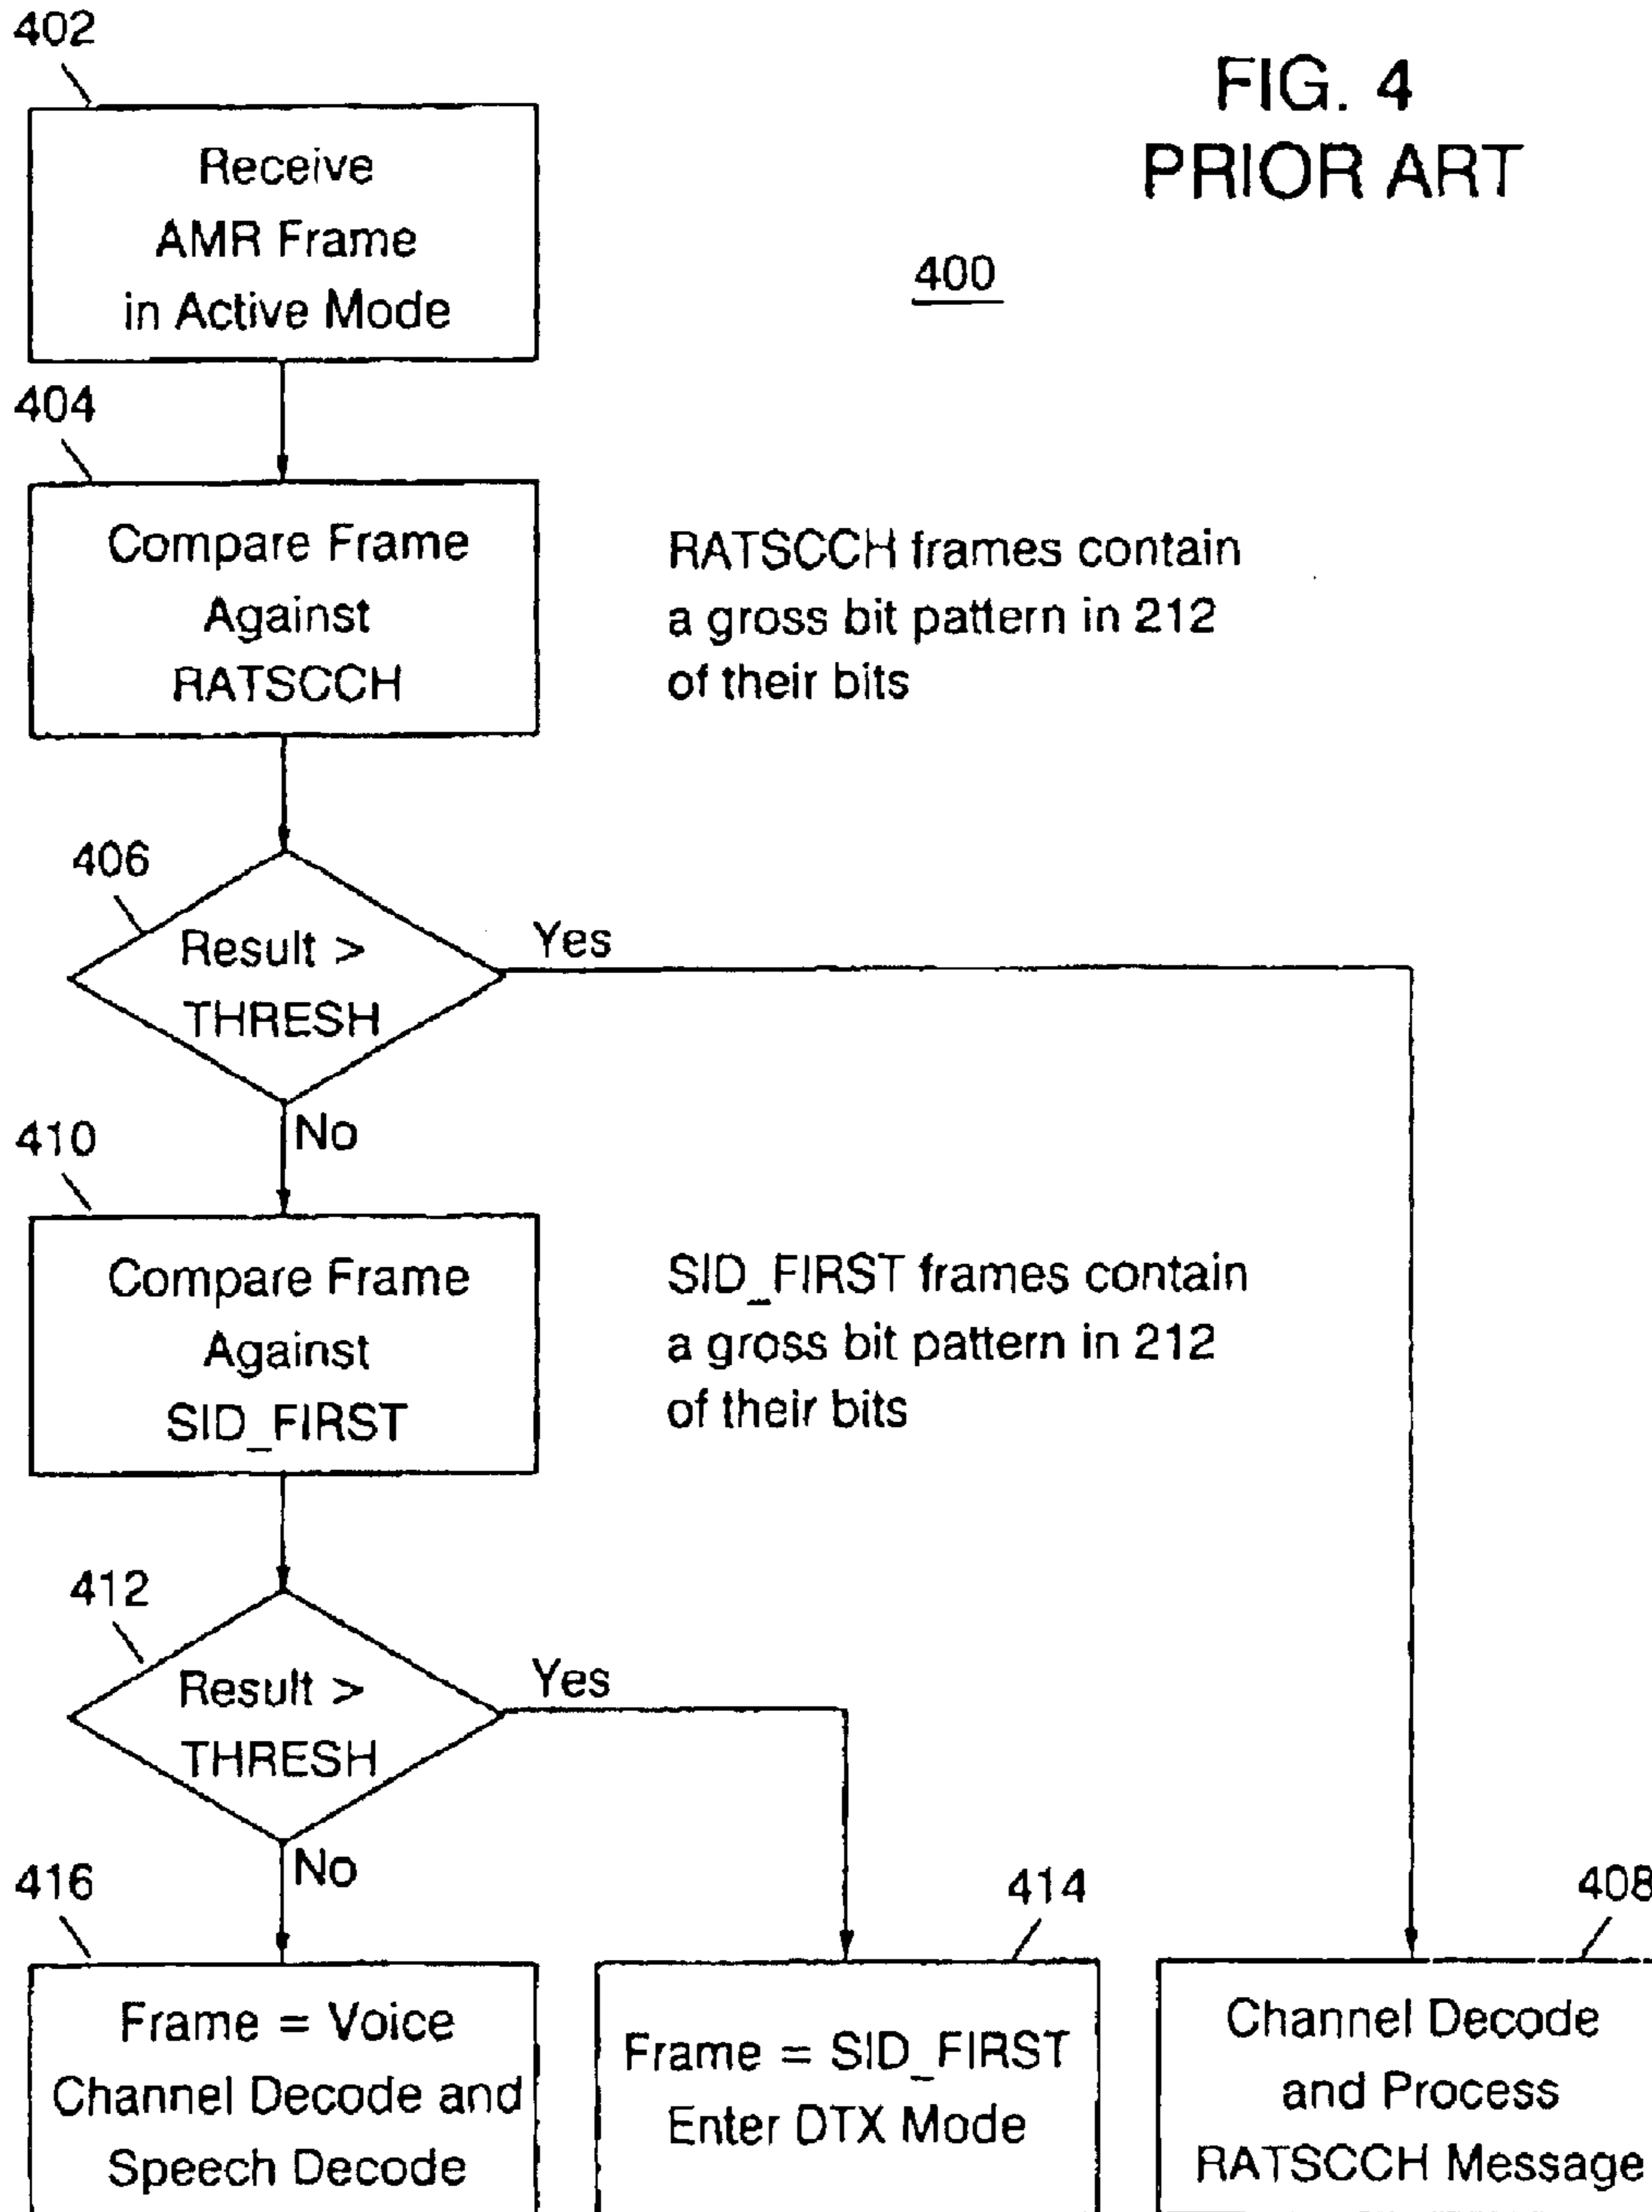 FIG. 4
PRIOR ART
400
402
Receive
AMR Frame
in Active Mode
404
Compare Frame
Against
RATSCCH
RATSCCH frames contain
a gross bit pattern in 212
of their bits
406
Result >
THRESH
Yes
No
410
Compare Frame
Against
SID_FIRST
SID_FIRST frames contain
a gross bit pattern in 212
of their bits
412
Result >
THRESH
Yes
No
416
Frame = Voice
Channel Decode and
Speech Decode
414
Frame = SID_FIRST
Enter DTX Mode
408
Channel Decode
and Process
RATSCCH Message